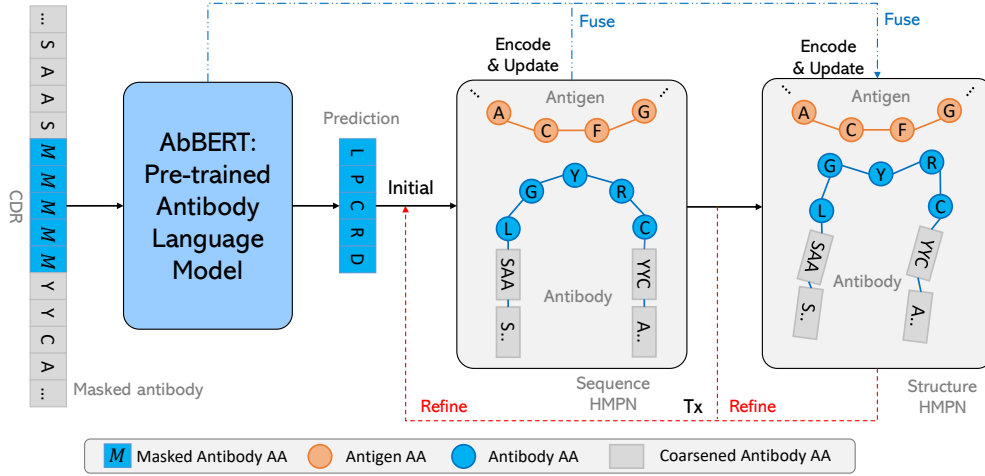 ...
S
A
A
S
M
M
M
M
M
Y
Y
C
A
...
CDR
Masked antibody
AbBERT:
Pre-trained
Antibody
Language
Model
Prediction
L
P
C
R
D
Initial
Fuse
Encode
& Update
Antigen
...
A
C
F
G
...
L
G
Y
R
C
SAA
S..
YYC
A..
Antibody
Sequence
HMPN
Fuse
Encode
& Update
Antigen
...
A
C
F
G
...
L
G
Y
R
C
SAA
S..
YYC
A..
Antibody
Structure
HMPN
Refine
Tx
Refine
M Masked Antibody AA
Antigen AA
Antibody AA
Coarsened Antibody AA